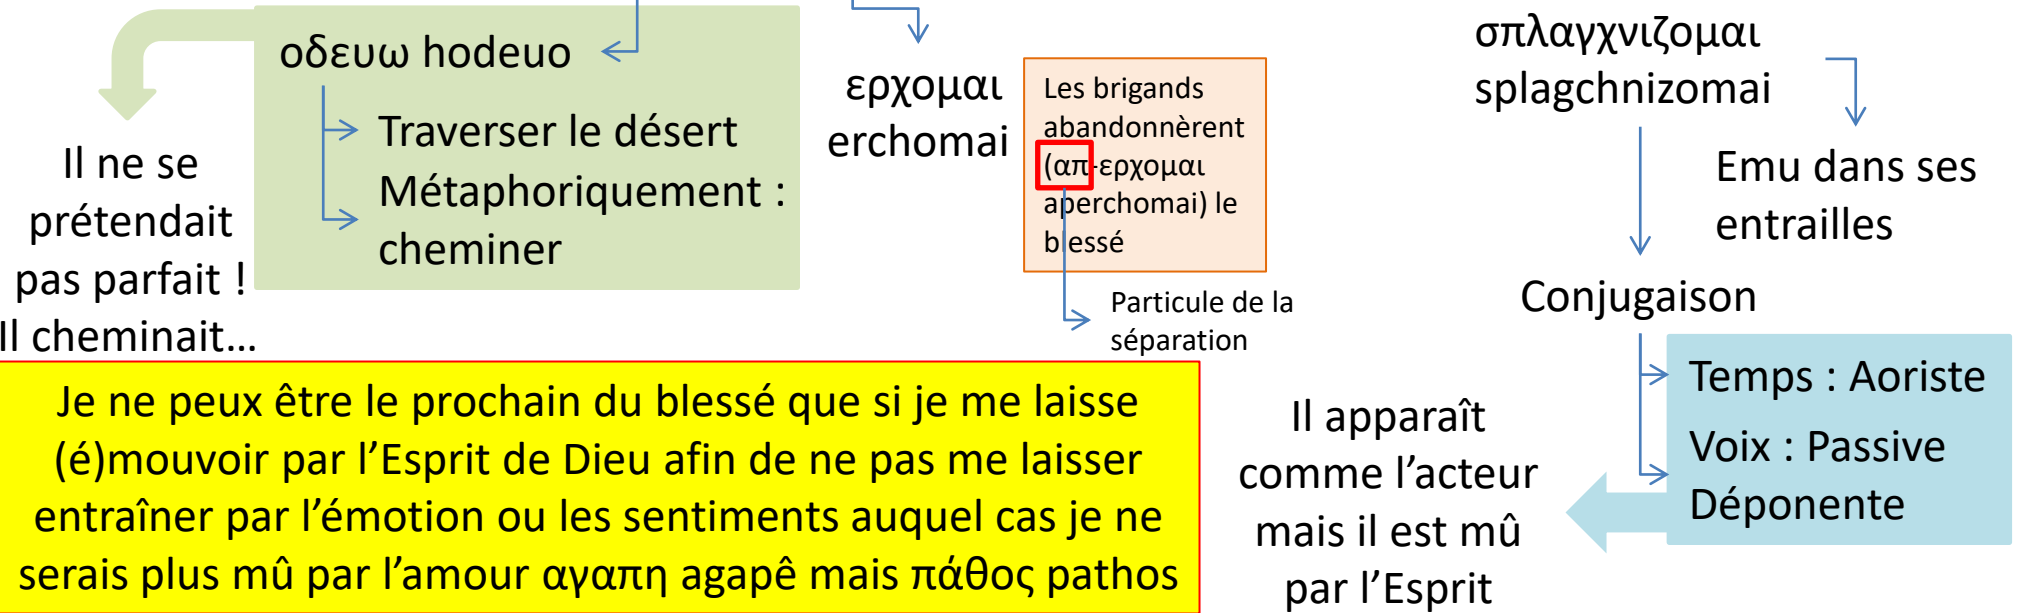 οδευω hodeuo
Traverser le désert
Métaphoriquement :
cheminer
Il ne se
prétendait
pas parfait !
Il cheminait…
ερχομαι
erchomai
Les brigands
abandonnèrent
(απ-ερχομαι
aperchomai) le
blessé
Particule de la
séparation
σπλαγχνιζομαι
splagchnizomai
Emu dans ses
entrailles
Conjugaison
Temps : Aoriste
Voix : Passive
Déponente
Il apparaît
comme l’acteur
mais il est mû
par l’Esprit
Je ne peux être le prochain du blessé que si je me laisse
(é)mouvoir par l’Esprit de Dieu afin de ne pas me laisser
entraîner par l’émotion ou les sentiments auquel cas je ne
serais plus mû par l’amour αγαπη agapê mais πάθος pathos